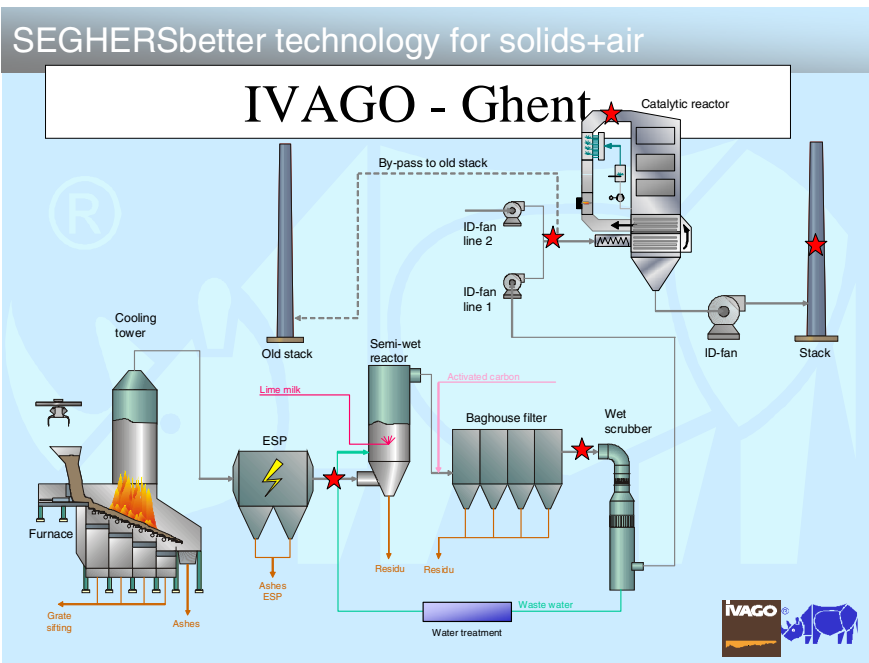 SEGHERSbetter technology for solids+air
IVAGO - Ghent
Catalytic reactor
By-pass to old stack
®
ID-fan
line 2
ID-fan
line 1
Cooling
tower
Old stack
Semi-wet
reactor
ID-fan
Stack
Activated carbon
Lime milk
Baghouse filter
Wet
scrubber
ESP
Furnace
Residu
Residu
Ashes
ESP
Grate
sifting
Ashes
Waste water
Water treatment
IVAGO ®